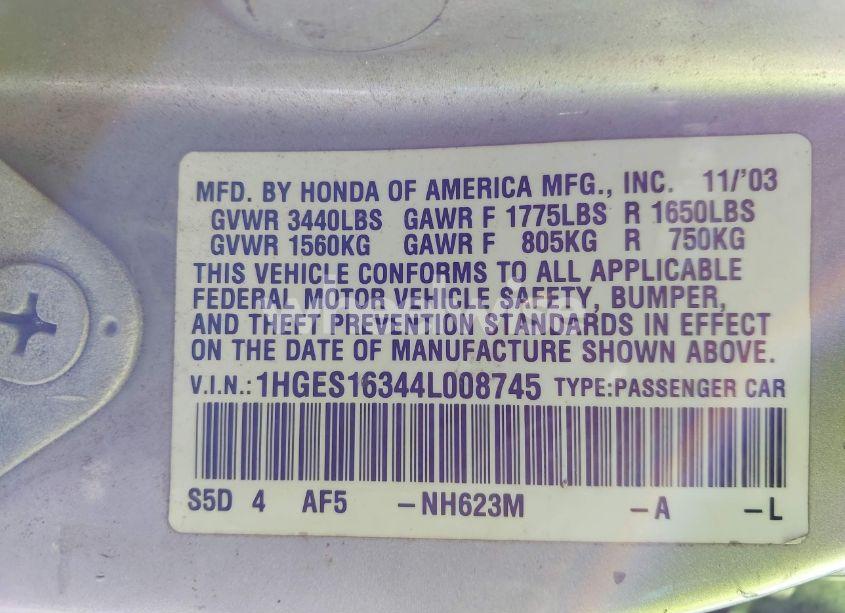 MFD. BY HONDA OF AMERICA MFG., INC. 11/'03
GVWR 3440LBS GAWR F 1775LBS R 1650LBS
GVWR 1560KG GAWR F 805KG R 750KG
THIS VEHICLE CONFORMS TO ALL APPLICABLE
FEDERAL MOTOR VEHICLE SAFETY, BUMPER,
AND THEFT PREVENTION STANDARDS IN EFFECT
ON THE DATE OF MANUFACTURE SHOWN ABOVE.
V.I.N.: 1HGES16344L008745 TYPE:PASSENGER CAR
S5D 4 AF5 –NH623M –A –L